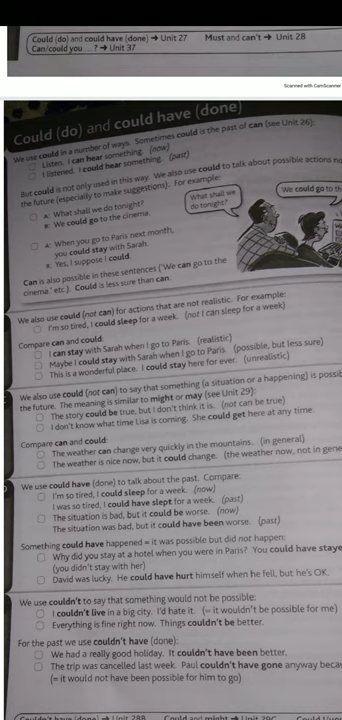 Could (do) and could have (done) → Unit 27 Must and can't → Unit 28
Can/could you ... ? → Unit 37
Scanned with CamScanner
Could (do) and could have (done)
We use could in a number of ways. Sometimes could is the past of can (see Unit 26):
Listen. I can hear something. (now)
I listened. I could hear something. (past)
But could is not only used in this way. We also use could to talk about possible actions
the future (especially to make suggestions). For example:
A: What shall we do tonight?
B: We could go to the cinema.
What shall we
do tonight?
We could go to
A: When you go to Paris next month,
you could stay with Sarah.
B: Yes, I suppose I could.
Can is also possible in these sentences ('We can go to the
cinema.' etc.). Could is less sure than can.
We also use could (not can) for actions that are not realistic. For example:
I'm so tired, I could sleep for a week. (not I can sleep for a week)
Compare can and could:
I can stay with Sarah when I go to Paris. (realistic)
Maybe I could stay with Sarah when I go to Paris. (possible, but less sure)
This is a wonderful place. I could stay here for ever. (unrealistic)
We also use could (not can) to say that something (a situation or a happening) is
the future. The meaning is similar to might or may (see Unit 29):
The story could be true, but I don't think it is. (not can be true)
I don't know what time Lisa is coming. She could get here at any time.
Compare can and could:
The weather can change very quickly in the mountains. (in general)
The weather is nice now, but it could change. (the weather now, not in
We use could have (done) to talk about the past. Compare:
I'm so tired, I could sleep for a week. (now)
I was so tired, I could have slept for a week. (past)
The situation is bad, but it could be worse. (now)
The situation was bad, but it could have been worse. (past)
Something could have happened = it was possible but did not happen:
Why did you stay at a hotel when you were in Paris? You could have
(you didn't stay with her)
David was lucky. He could have hurt himself when he fell, but he's OK.
We use couldn't to say that something would not be possible:
I couldn't live in a big city. I'd hate it. (= it wouldn't be possible for me)
Everything is fine right now. Things couldn't be better.
For the past we use couldn't have (done):
We had a really good holiday. It couldn't have been better.
The trip was cancelled last week. Paul couldn't have gone anyway
(= it would not have been possible for him to go)
Couldn't have (done) → Unit 28B Could and might → Unit 29C